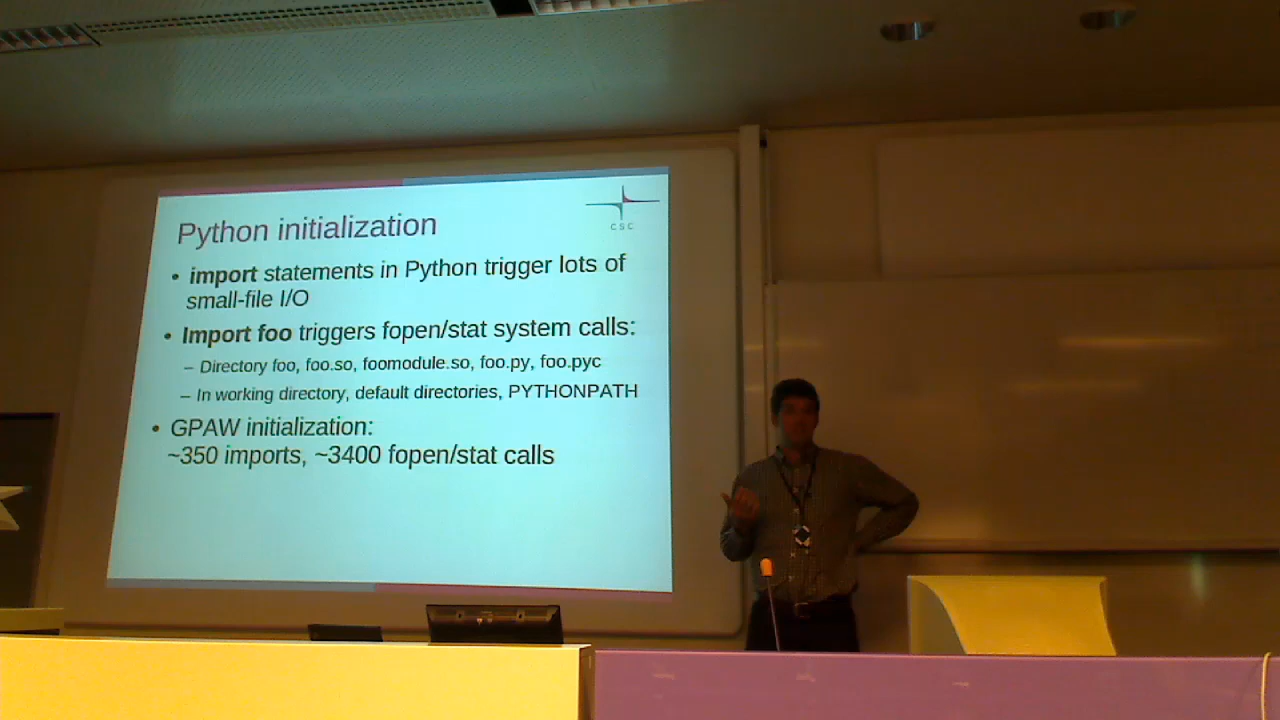 CSC
Python initialization
• import statements in Python trigger lots of
small-file I/O
• Import foo triggers fopen/stat system calls:
– Directory foo, foo.so, foomodule.so, foo.py, foo.pyc
– In working directory, default directories, PYTHONPATH
• GPAW initialization:
~350 imports, ~3400 fopen/stat calls